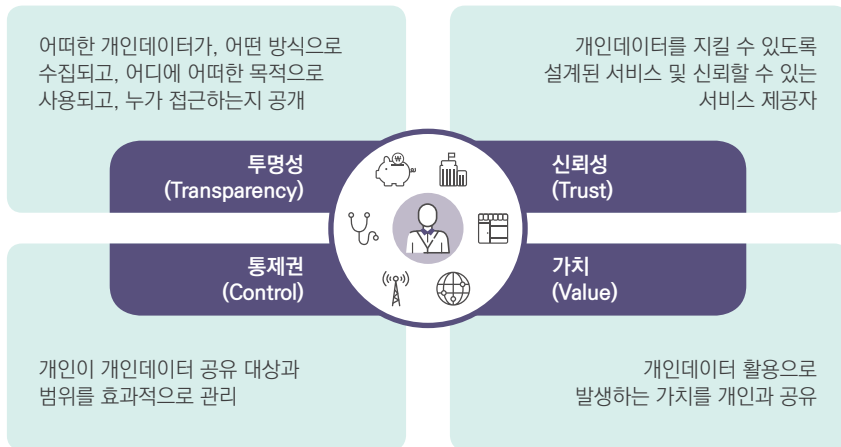 어떠한 개인데이터가, 어떤 방식으로
수집되고, 어디에 어떠한 목적으로
사용되고, 누가 접근하는지 공개
개인데이터를 지킬 수 있도록
설계된 서비스 및 신뢰할 수 있는
서비스 제공자
투명성
(Transparency)
신뢰성
(Trust)
₩
통제권
(Control)
가치
(Value)
개인이 개인데이터 공유 대상과
범위를 효과적으로 관리
개인데이터 활용으로
발생하는 가치를 개인과 공유